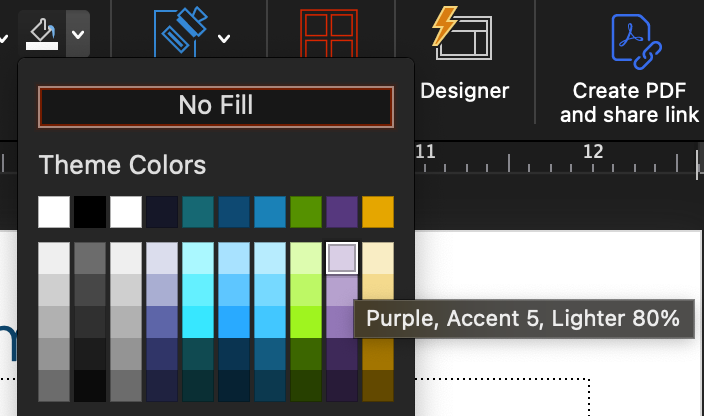 Designer
Create PDF
and share link
No Fill
Theme Colors
11
12
Purple, Accent 5, Lighter 80%